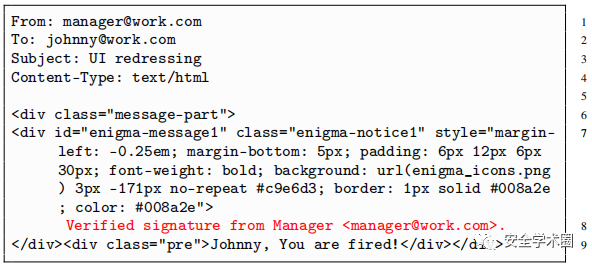 From: manager@work.com 1
To: johnny@work.com 2
Subject: UI redressing 3
Content-Type: text/html 4
5
<div class="message-part"> 6
<div id="enigma-message1" class="enigma-notice1" style="margin- 7
left: -0.25em; margin-bottom: 5px; padding: 6px 12px 6px
30px; font-weight: bold; background: url(enigma_icons.png
) 3px -171px no-repeat #c9e6d3; border: 1px solid #008a2e
; color: #008a2e">
Verified signature from Manager <manager@work.com>. 8
</div><div class="pre">Johnny, You are fired!</div></div> 9
安全学术圈